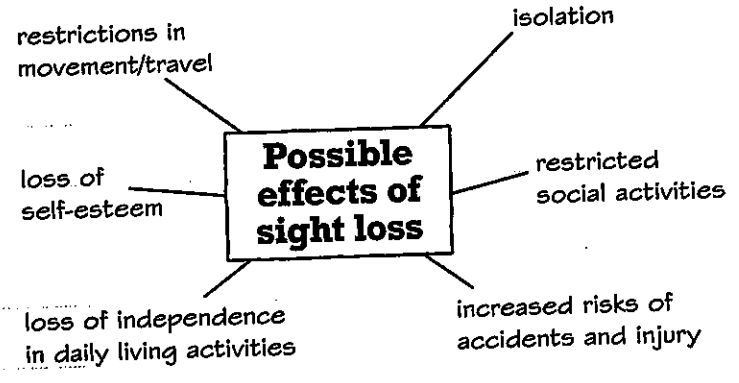 restrictions in
movement/travel
isolation
Possible
effects of
sight loss
loss of
self-esteem
restricted
social activities
loss of independence
in daily living activities
increased risks of
accidents and injury